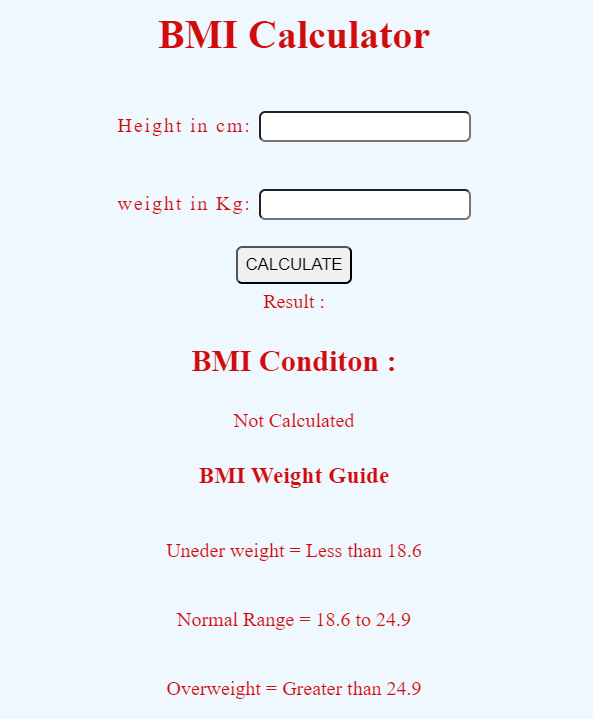 BMI Calculator
Height in cm:
weight in Kg:
CALCULATE
Result :
BMI Conditon :
Not Calculated
BMI Weight Guide
Uneder weight = Less than 18.6
Normal Range = 18.6 to 24.9
Overweight = Greater than 24.9